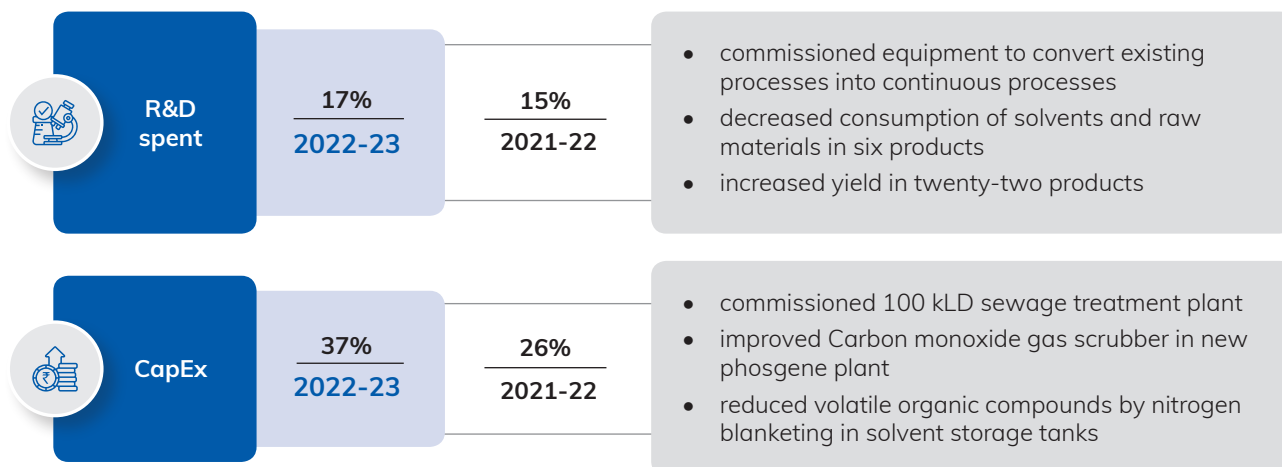 R&D
spent
17%
2022-23
15%
2021-22
• commissioned equipment to convert existing
processes into continuous processes
• decreased consumption of solvents and raw
materials in six products
• increased yield in twenty-two products
CapEx
37%
2022-23
26%
2021-22
• commissioned 100 kLD sewage treatment plant
• improved Carbon monoxide gas scrubber in new
phosgene plant
• reduced volatile organic compounds by nitrogen
blanketing in solvent storage tanks